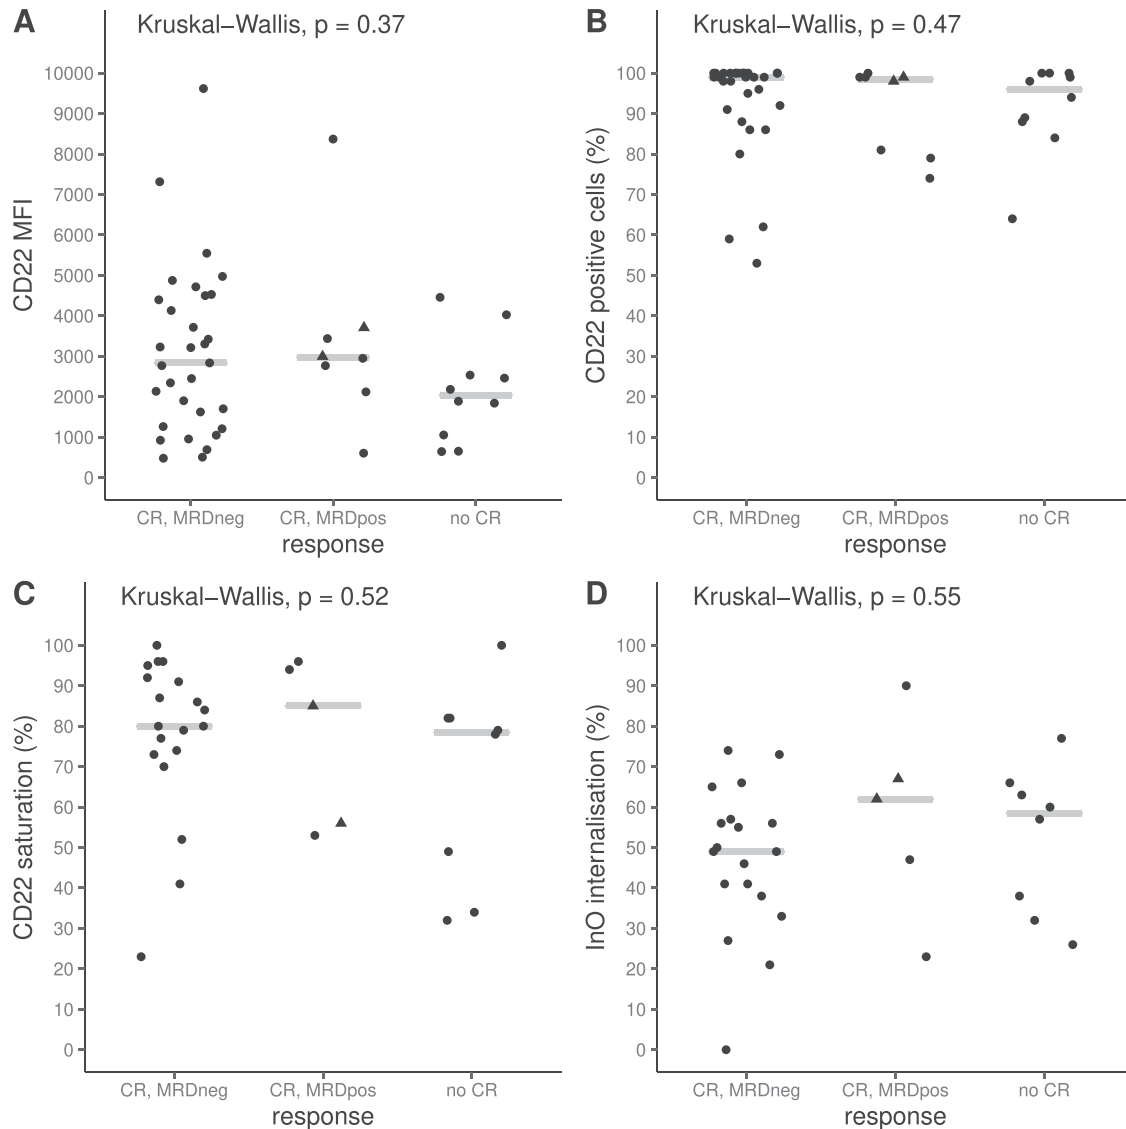 A
Kruskal−Wallis, p = 0.37
CD22 MFI
10000
9000
8000
7000
6000
5000
4000
3000
2000
1000
0
CR, MRDneg
CR, MRDpos
no CR
response
B
Kruskal−Wallis, p = 0.47
CD22 positive cells (%)
100
90
80
70
60
50
40
30
20
10
0
CR, MRDneg
CR, MRDpos
no CR
response
C
Kruskal−Wallis, p = 0.52
CD22 saturation (%)
100
90
80
70
60
50
40
30
20
10
0
CR, MRDneg
CR, MRDpos
no CR
response
D
Kruskal−Wallis, p = 0.55
InO internalisation (%)
100
90
80
70
60
50
40
30
20
10
0
CR, MRDneg
CR, MRDpos
no CR
response